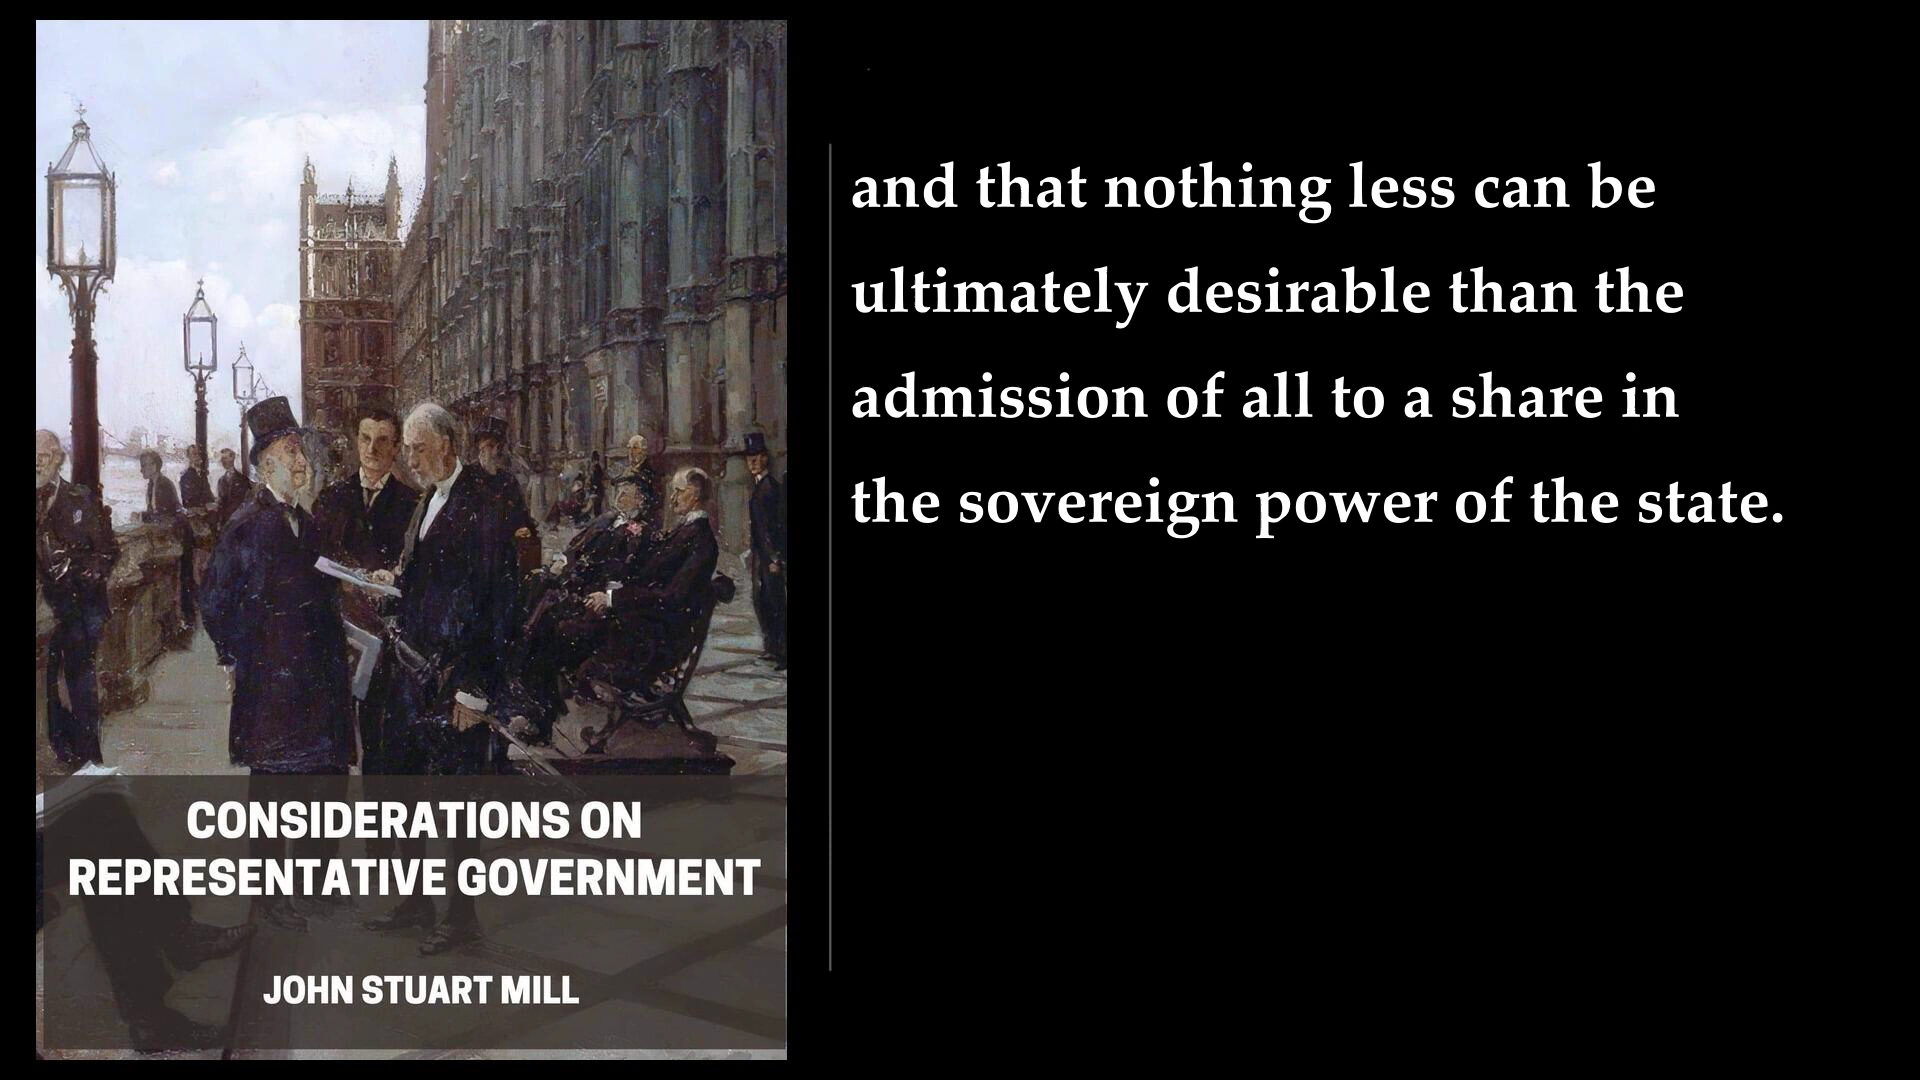 CONSIDERATIONS ON
REPRESENTATIVE GOVERNMENT
JOHN STUART MILL
and that nothing less can be
ultimately desirable than the
admission of all to a share in
the sovereign power of the state.